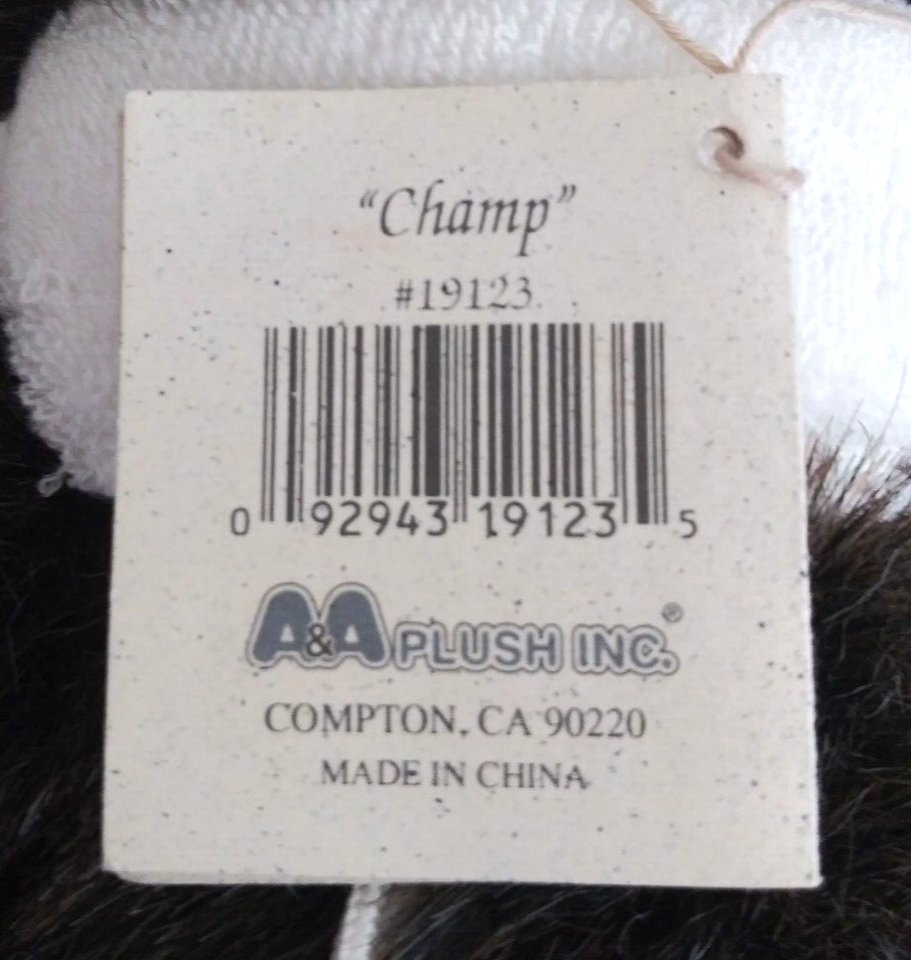 “Champ”
#19123
0 92943 19123 5
A&A PLUSH INC.®
COMPTON, CA 90220
MADE IN CHINA